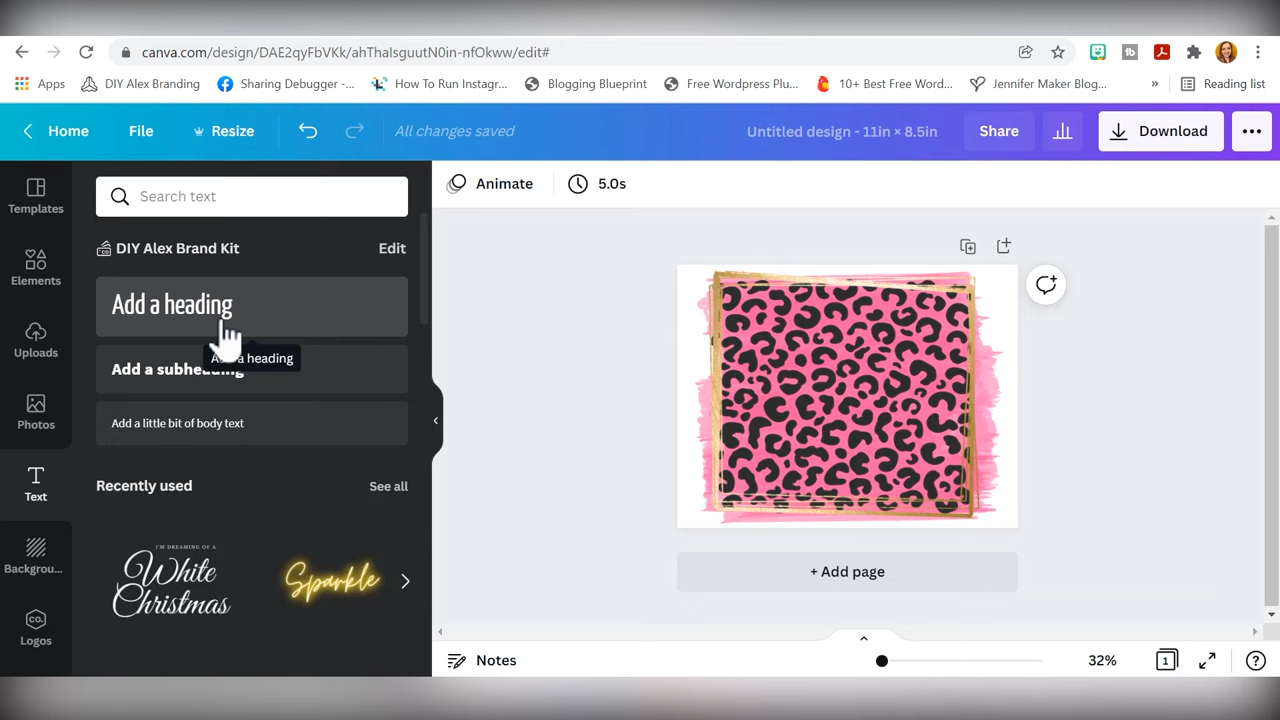 canva.com/design/DAE2qyFbVKk/ahThaIsguutN0in-nfOkww/edit#
Apps DIY Alex Branding Sharing Debugger -... How To Run Instagr... Blogging Blueprint Free Wordpress Plu... 10+ Best Free Word... Jennifer Maker Blog... » Reading list
Home File Resize All changes saved Untitled design - 11in × 8.5in Share Download
Templates
Elements
Uploads
Photos
Text
Backgrou...
CO.
Logos
Search text
DIY Alex Brand Kit Edit
Add a heading
Add a heading
Add a subheading
Add a little bit of body text
Recently used See all
I'M DREAMING OF A
White
Christmas
Sparkle
Animate 5.0s
+ Add page
Notes 32% 1